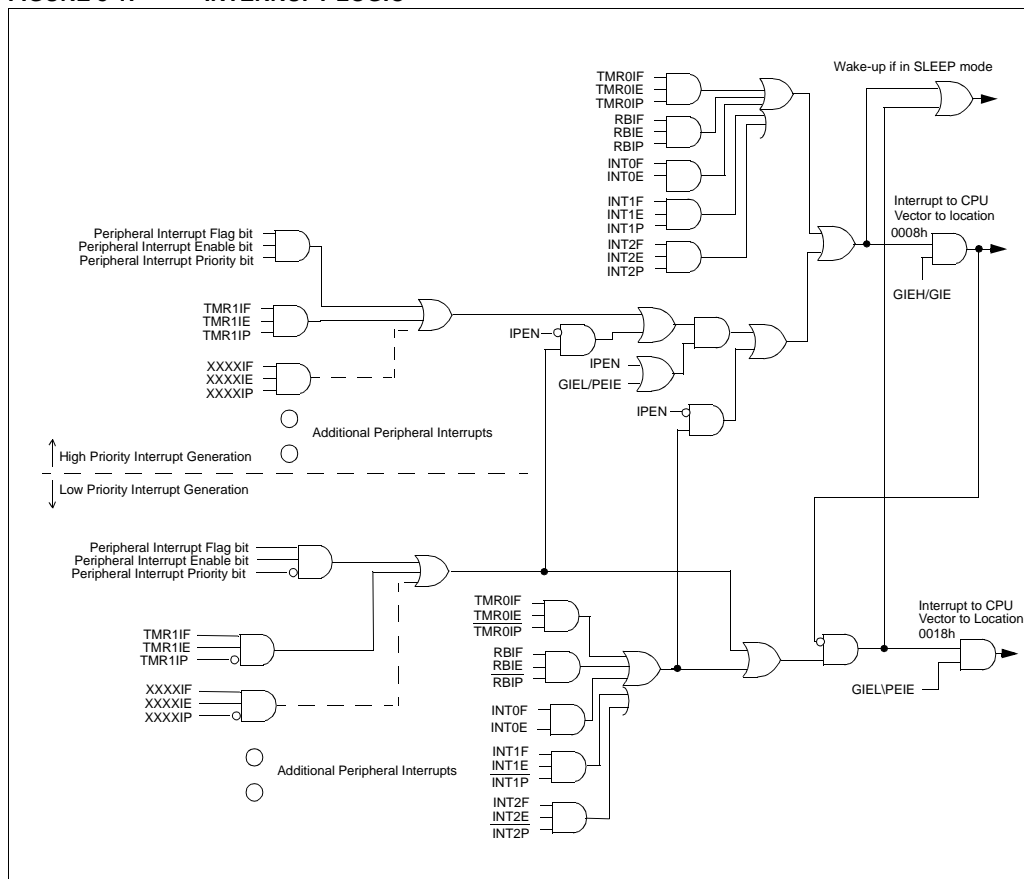 INTERRUPT LOGIC
Wake-up if in SLEEP mode
TMR0IF
TMR0IE
TMR0IP
RBIF
RBIE
RBIP
INT0F
INT0E
INT1F
INT1E
INT1P
INT2F
INT2E
INT2P
Interrupt to CPU
Vector to location
0008h
GIEH/GIE
Peripheral Interrupt Flag bit
Peripheral Interrupt Enable bit
Peripheral Interrupt Priority bit
TMR1IF
TMR1IE
TMR1IP
XXXXIF
XXXXIE
XXXXIP
IPEN
IPEN
GIEL/PEIE
IPEN
Additional Peripheral Interrupts
High Priority Interrupt Generation
Low Priority Interrupt Generation
Peripheral Interrupt Flag bit
Peripheral Interrupt Enable bit
Peripheral Interrupt Priority bit
TMR1IF
TMR1IE
TMR1IP
XXXXIF
XXXXIE
XXXXIP
Additional Peripheral Interrupts
TMR0IF
TMR0IE
TMR0IP
RBIF
RBIE
RBIP
INT0F
INT0E
INT1F
INT1E
INT1P
INT2F
INT2E
INT2P
Interrupt to CPU
Vector to Location
0018h
GIEL\PEIE